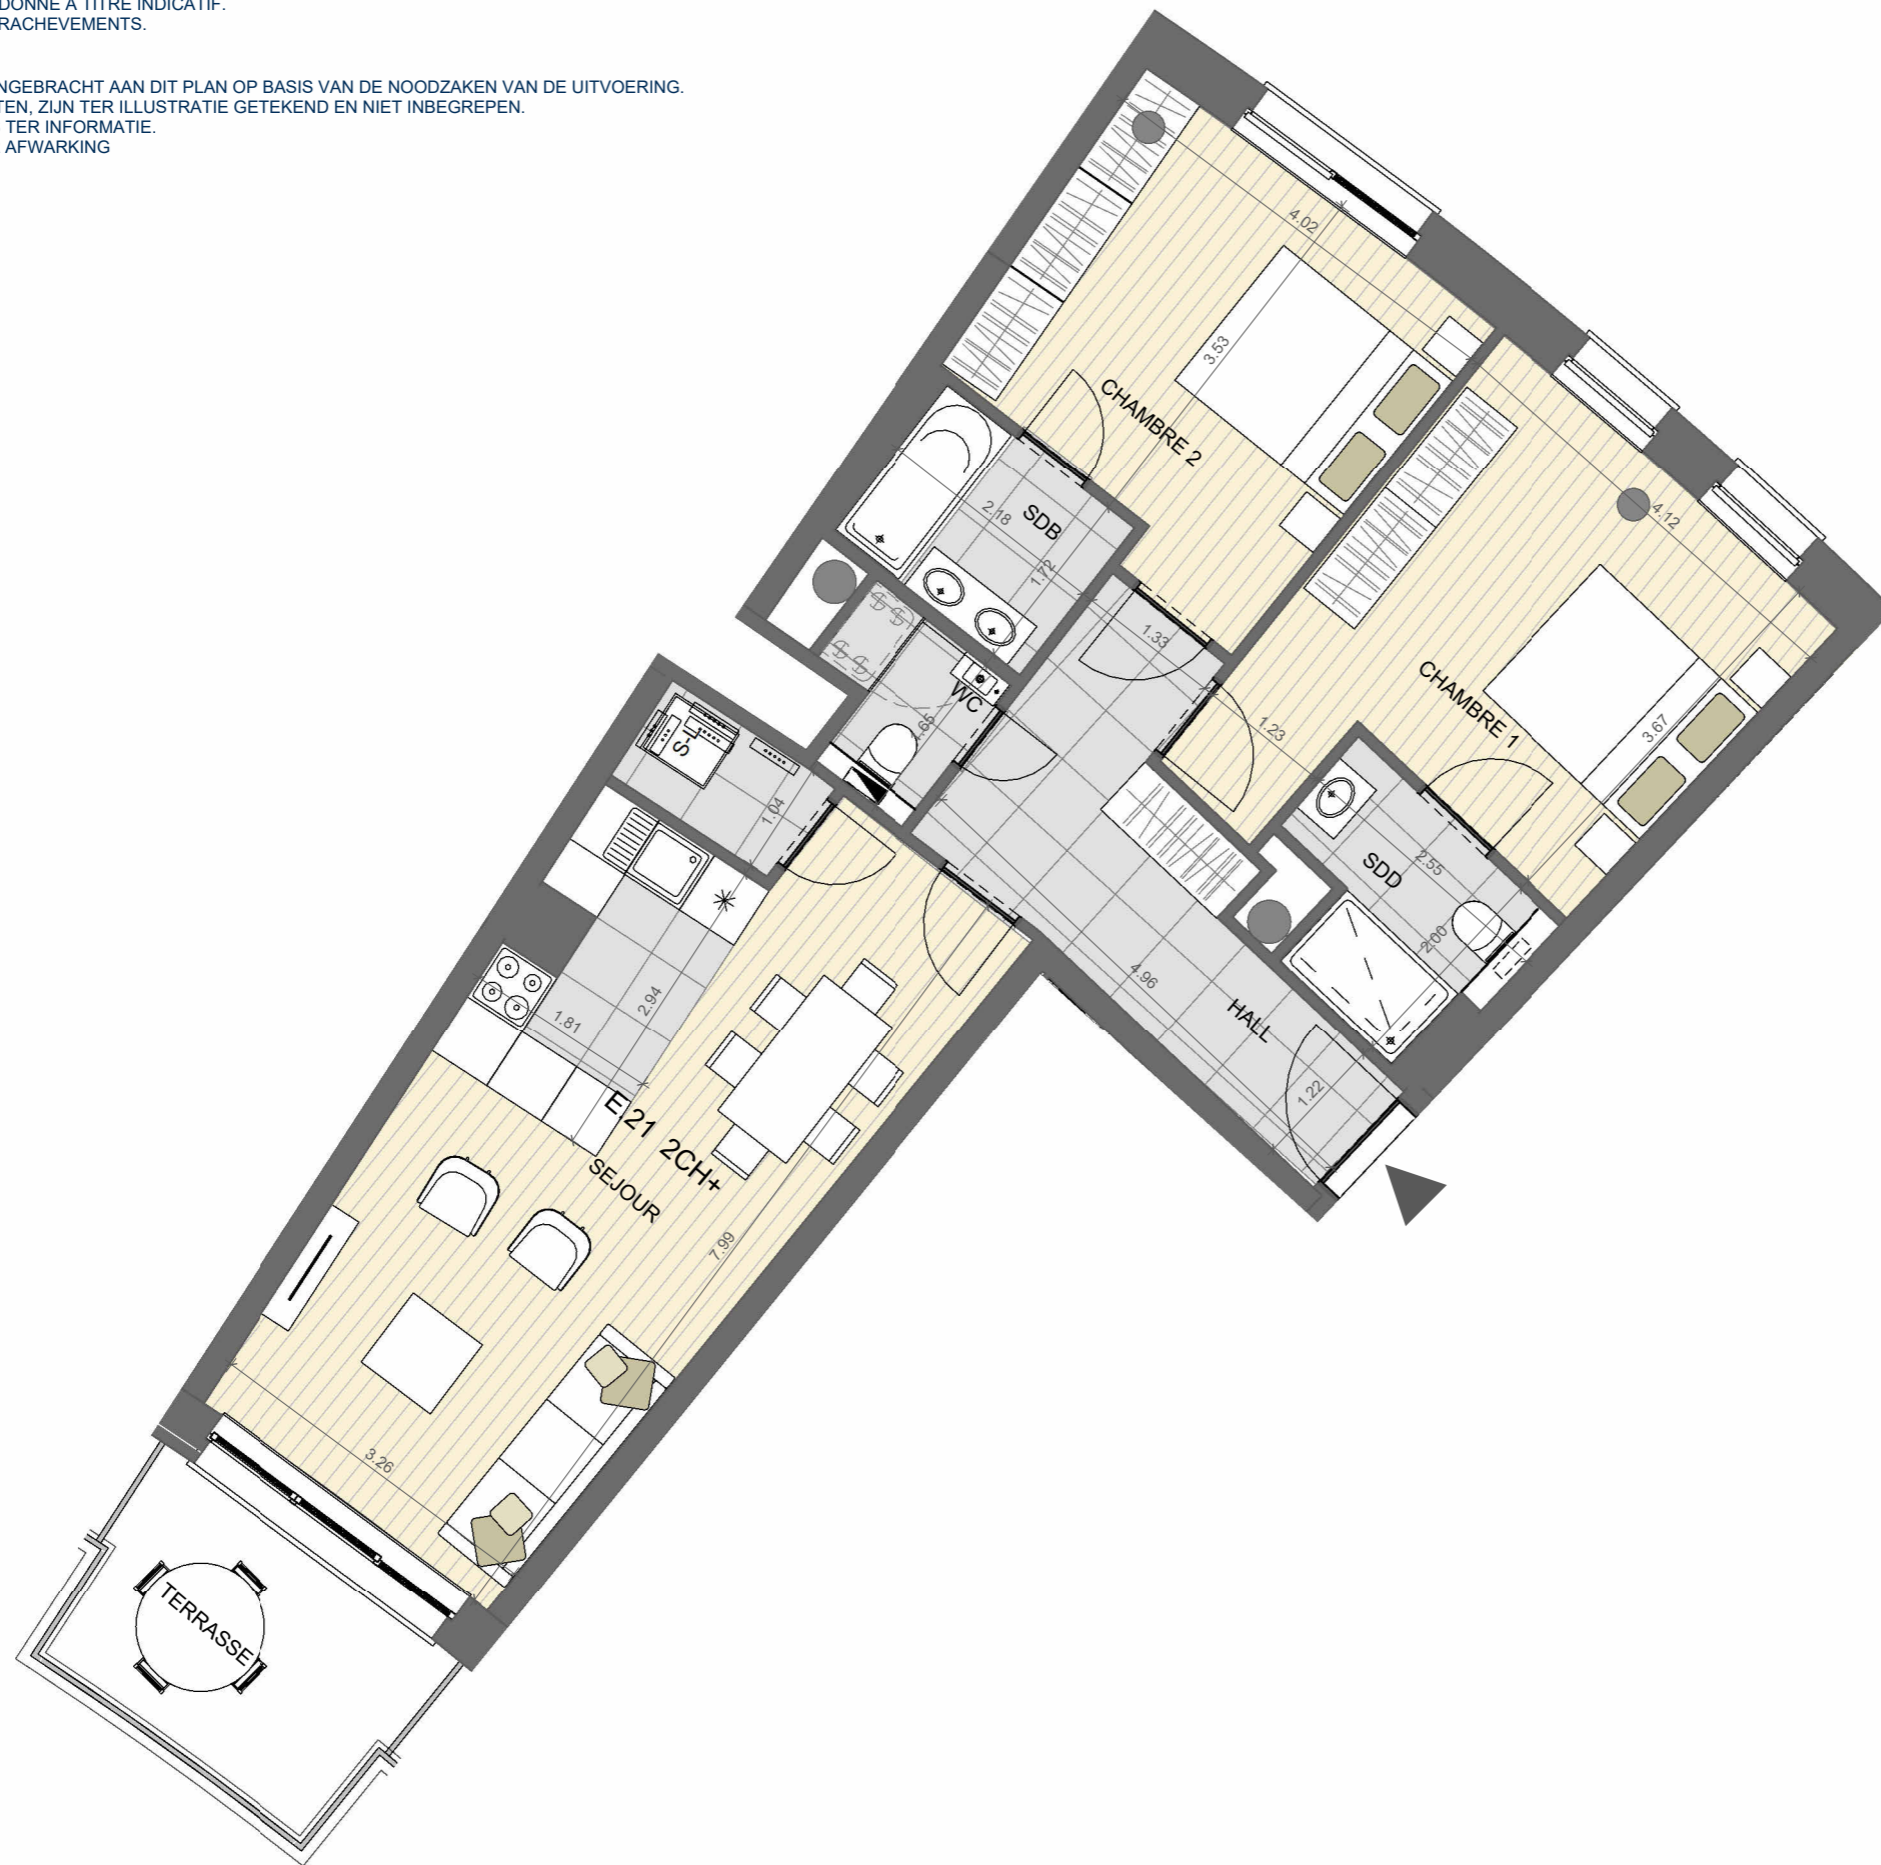 DONNE A TITRE INDICATIF.
RACHEVEMENTS.
NGEBRACHT AAN DIT PLAN OP BASIS VAN DE NOODZAKEN VAN DE UITVOERING.
TEN, ZIJN TER ILLUSTRATIE GETEKEND EN NIET INBEGREPEN.
TER INFORMATIE.
AFWARKING
4.02
3.53
CHAMBRE 2
4.12
CHAMBRE 1
3.67
2.18
SDB
1.72
1.33
1.23
WC
1.65
S-L
1.04
2.55
SDD
2.00
4.96
HALL
1.22
2.94
1.81
E.21 2CH+
SEJOUR
7.99
3.26
TERRASSE